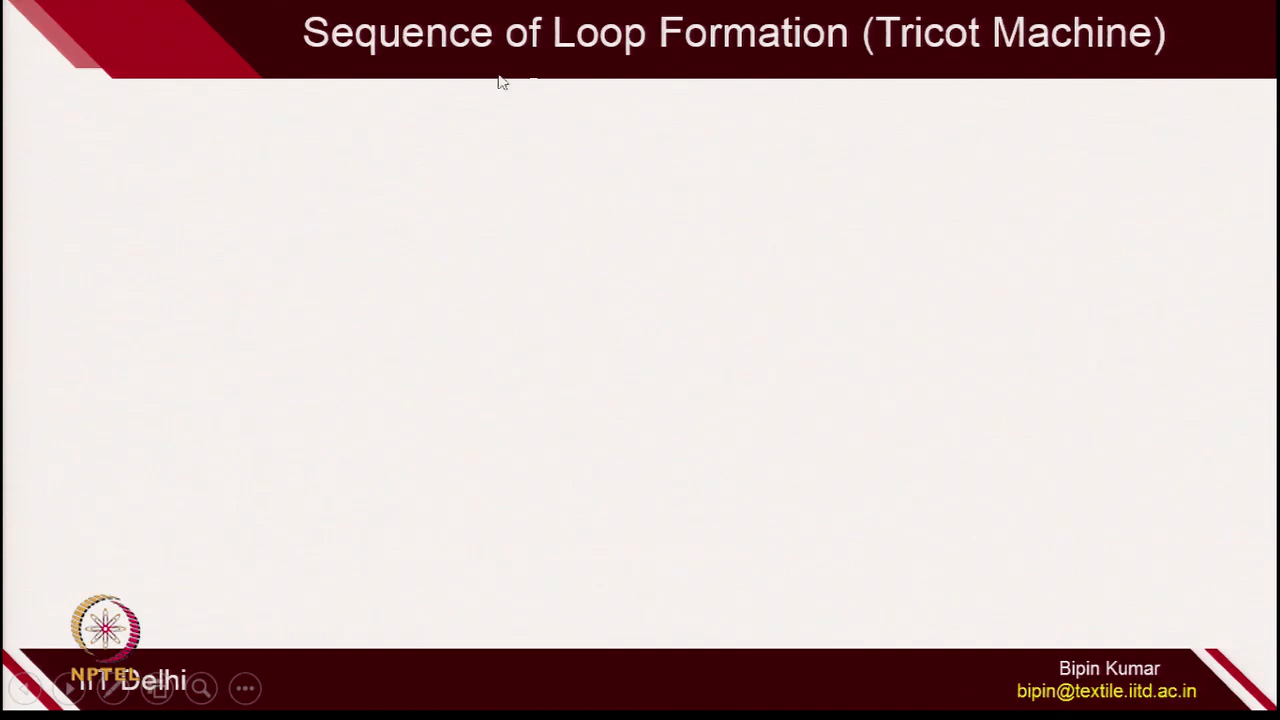 Sequence of Loop Formation (Tricot Machine)
NPTEL
IIT Delhi
Bipin Kumar
bipin@textile.iitd.ac.in